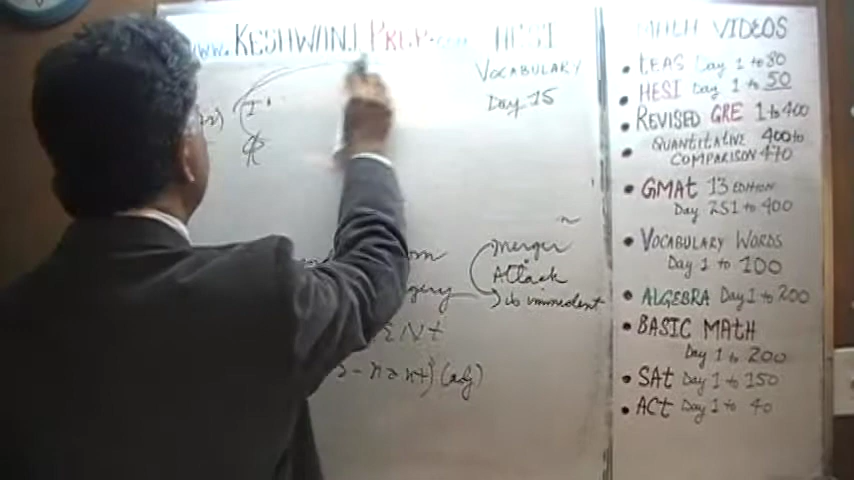 www.KESHWANI PREP.com HESI
VOCABULARY
Day 15
Merger
Attack
is immedent
(adj)
MATH VIDEOS
• TEAS Day 1 to 80
• HESI Day 1 to 50
• REVISED GRE 1 to 400
• QUANTITATIVE 400 to
COMPARISON 470
• GMAT 13 EDITION
Day 251 to 400
• VOCABULARY WORDS
Day 1 to 100
• ALGEBRA Day 1 to 200
• BASIC MATH
Day 1 to 200
• SAT Day 1 to 150
• ACT Day 1 to 40